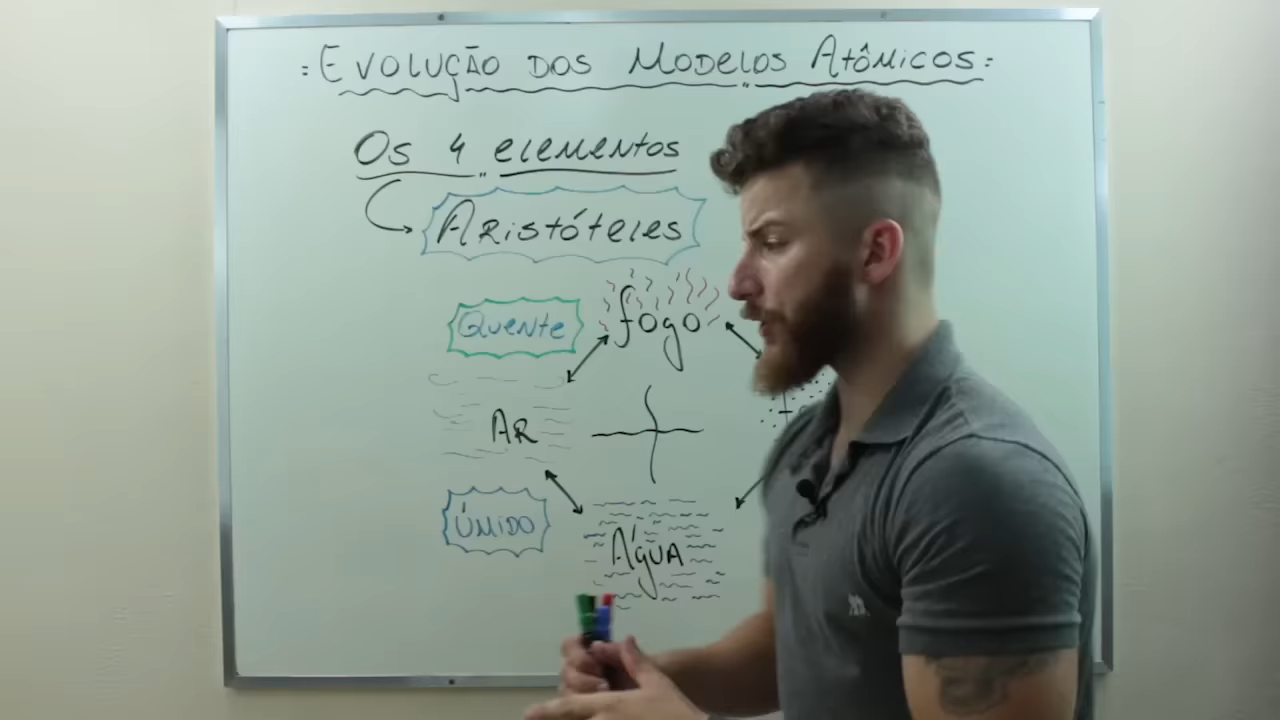 : Evolução dos Modelos Atômicos :
Os 4 elementos
Aristóteles
Quente
fogo
Ar
Úmido
Água